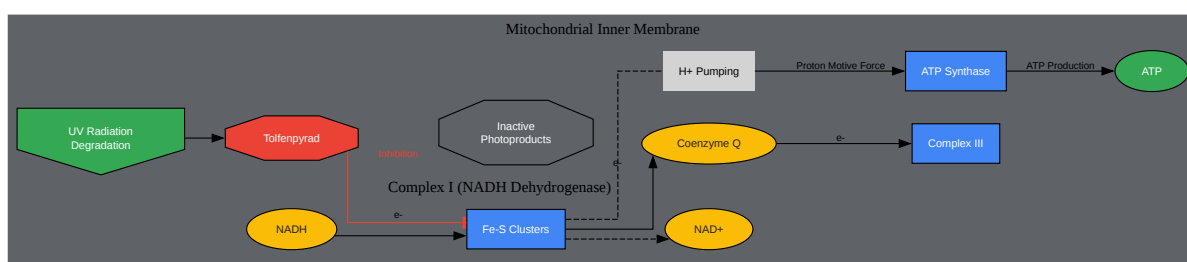 Mitochondrial Inner Membrane
H+ Pumping
Proton Motive Force
ATP Synthase
ATP Production
ATP
UV Radiation
Degradation
Tolfenpyrad
Inhibition
Inactive
Photoproducts
e-
Coenzyme Q
e-
Complex III
Complex I (NADH Dehydrogenase)
NADH
e-
Fe-S Clusters
NAD+